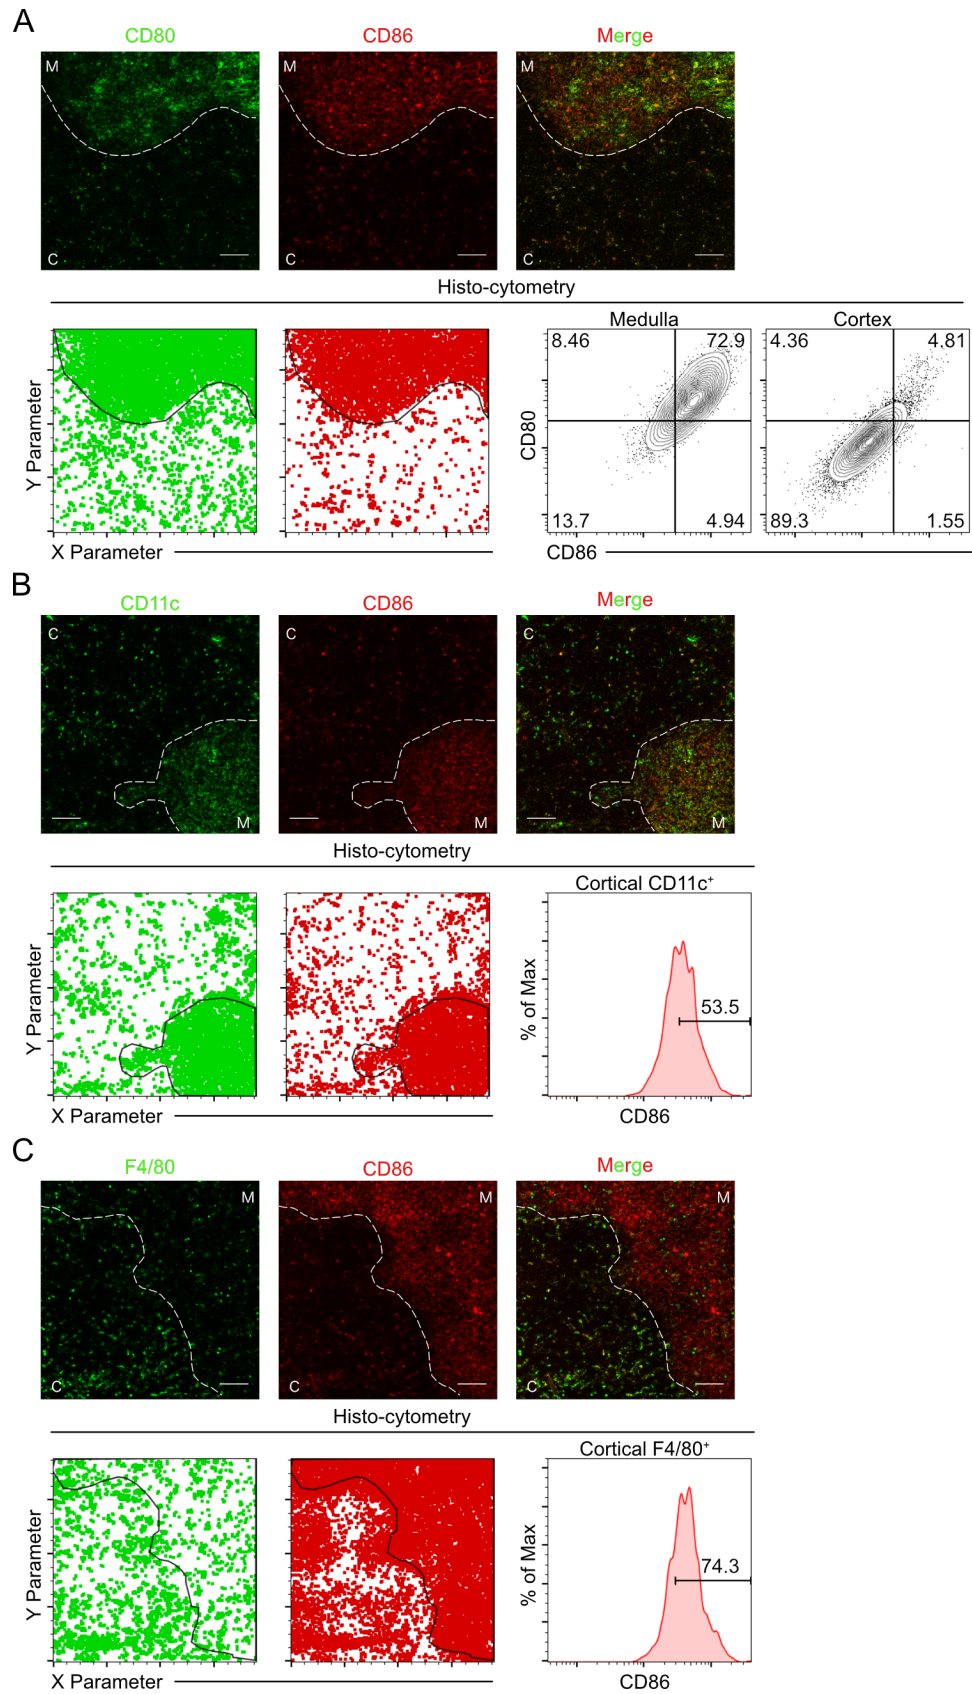 A
CD80 CD86 Merge
M M M
C C C
Histo-cytometry
Medulla Cortex
8.46 72.9 4.36 4.81
Y Parameter
CD80
13.7 4.94 89.3 1.55
X Parameter
CD86
B
CD11c CD86 Merge
C C C
M M M
Histo-cytometry
Cortical CD11c⁺
Y Parameter
% of Max
53.5
X Parameter
CD86
C
F4/80 CD86 Merge
M M M
C C C
Histo-cytometry
Cortical F4/80⁺
Y Parameter
% of Max
74.3
X Parameter
CD86